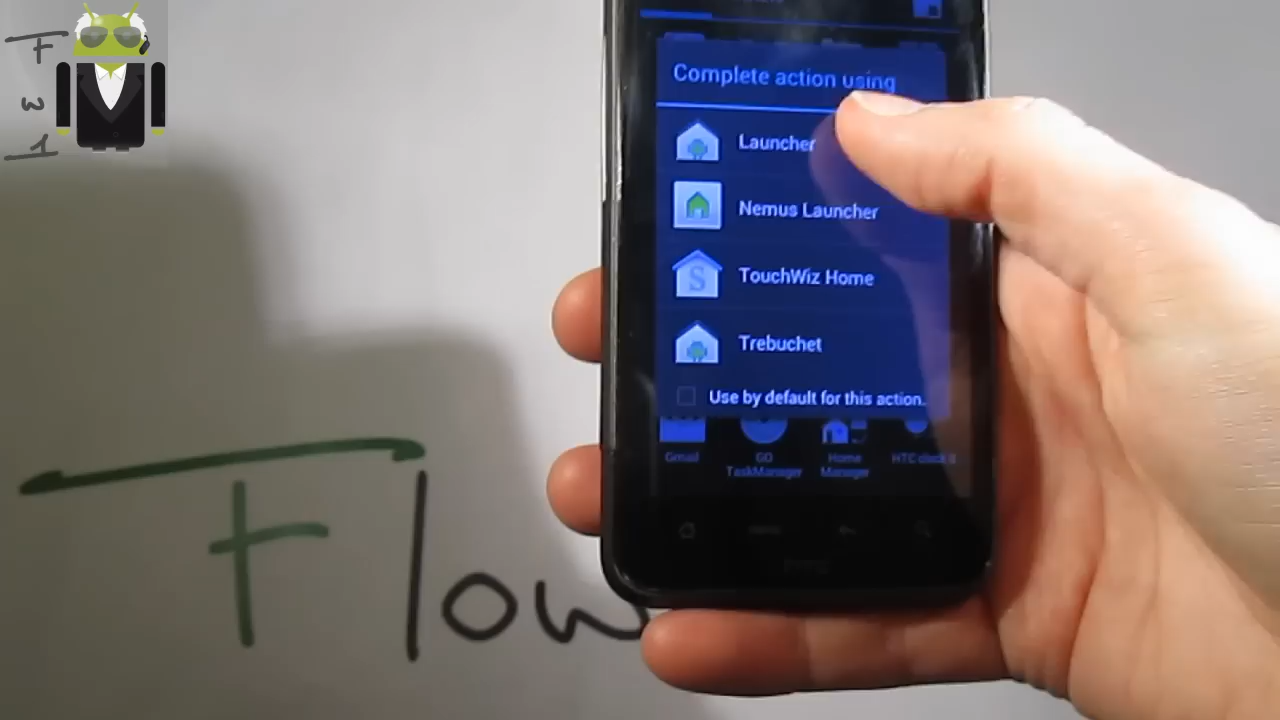 F
w
1
Complete action using
Launcher
Nemus Launcher
TouchWiz Home
S
Trebuchet
Use by default for this action.
Gmail
GO TaskManager
Home Manager
HTC clock
Flow